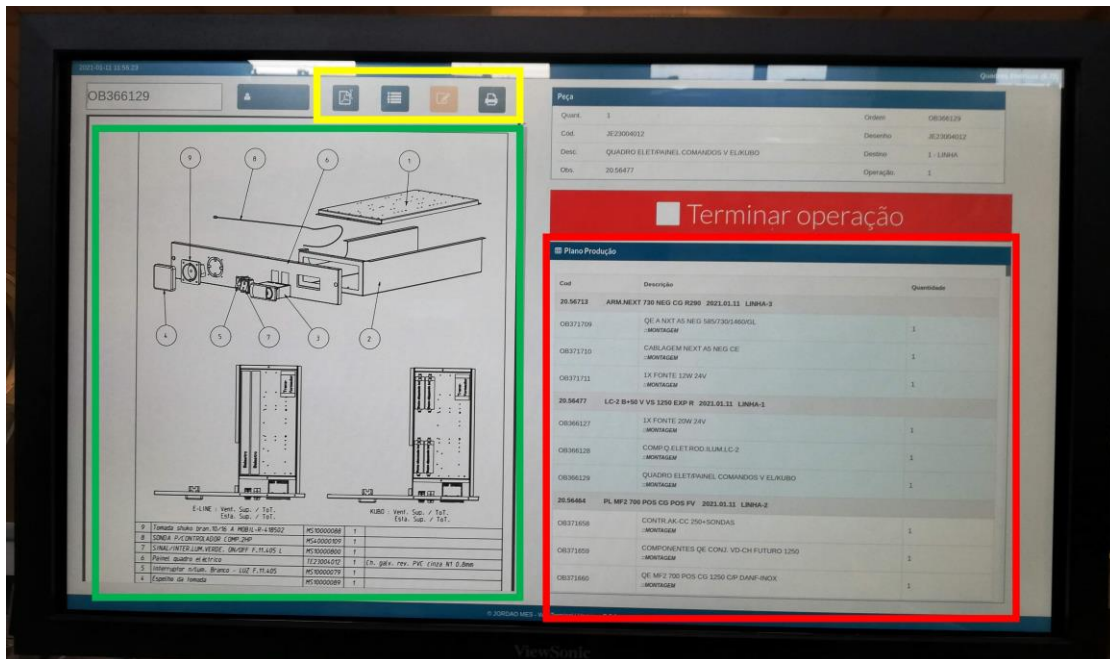 2021-01-11 11:56:23
OB366129
Peça
Quant. 1 Ordem OB366129
Cód. JE23004012 Desenho JE23004012
Desc. QUADRO ELET/PAINEL COMANDOS V EL/KUBO Destino 1 - LINHA
Obs. 20.56477 Operação 1
Terminar operação
Plano Produção
Cod Descrição Quantidade
20.56713 ARM.NEXT 730 NEG CG R290 2021.01.11 LINHA-3
OB371709 QE A NXT AS NEG 585/730/1460/GL 1
::MONTAGEM
OB371710 CABLAGEM NEXT AS NEG CE 1
::MONTAGEM
OB371711 1X FONTE 12W 24V 1
::MONTAGEM
20.56477 LC-2 B+50 V VS 1250 EXP R 2021.01.11 LINHA-1
OB366127 1X FONTE 20W 24V 1
::MONTAGEM
OB366128 COMP.Q.ELET.ROD.ILUM.LC-2 1
::MONTAGEM
OB366129 QUADRO ELET/PAINEL COMANDOS V EL/KUBO 1
::MONTAGEM
20.56464 PL MF2 700 POS CG POS FV 2021.01.11 LINHA-2
OB371658 CONTR.AK-CC 250+SONDAS 1
::MONTAGEM
OB371659 COMPONENTES QE CONJ. VD-CH FUTURO 1250 1
::MONTAGEM
OB371660 QE MF2 700 POS CG 1250 C/P DANF-INOX 1
::MONTAGEM
9 8 6 1
4 5 7 3 2
E-LINE : Vent. Sup. / ToT.
Esta. Sup. / ToT.
KUBO : Vent. Sup. / ToT.
Esta. Sup. / ToT.
9 Tomada shuko bran.10/16 A MOBIL-R-418502 MS10000088 1
8 SONDA P/CONTROLADOR COMP.2HP MS40000109 1
7 SINAL/INTER.LUM.VERDE. ON/OFF F.11.405 L MS10000800 1
6 Painel quadro eléctrico TE23004012 1 Ch. galv. rev. PVC cinza N1 0.8mm
5 Interruptor n/lum. Branco - LUZ F.11.405 MS10000079 1
4 Espelho da tomada MS10000089 1
© JORDAO MES -
ViewSonic